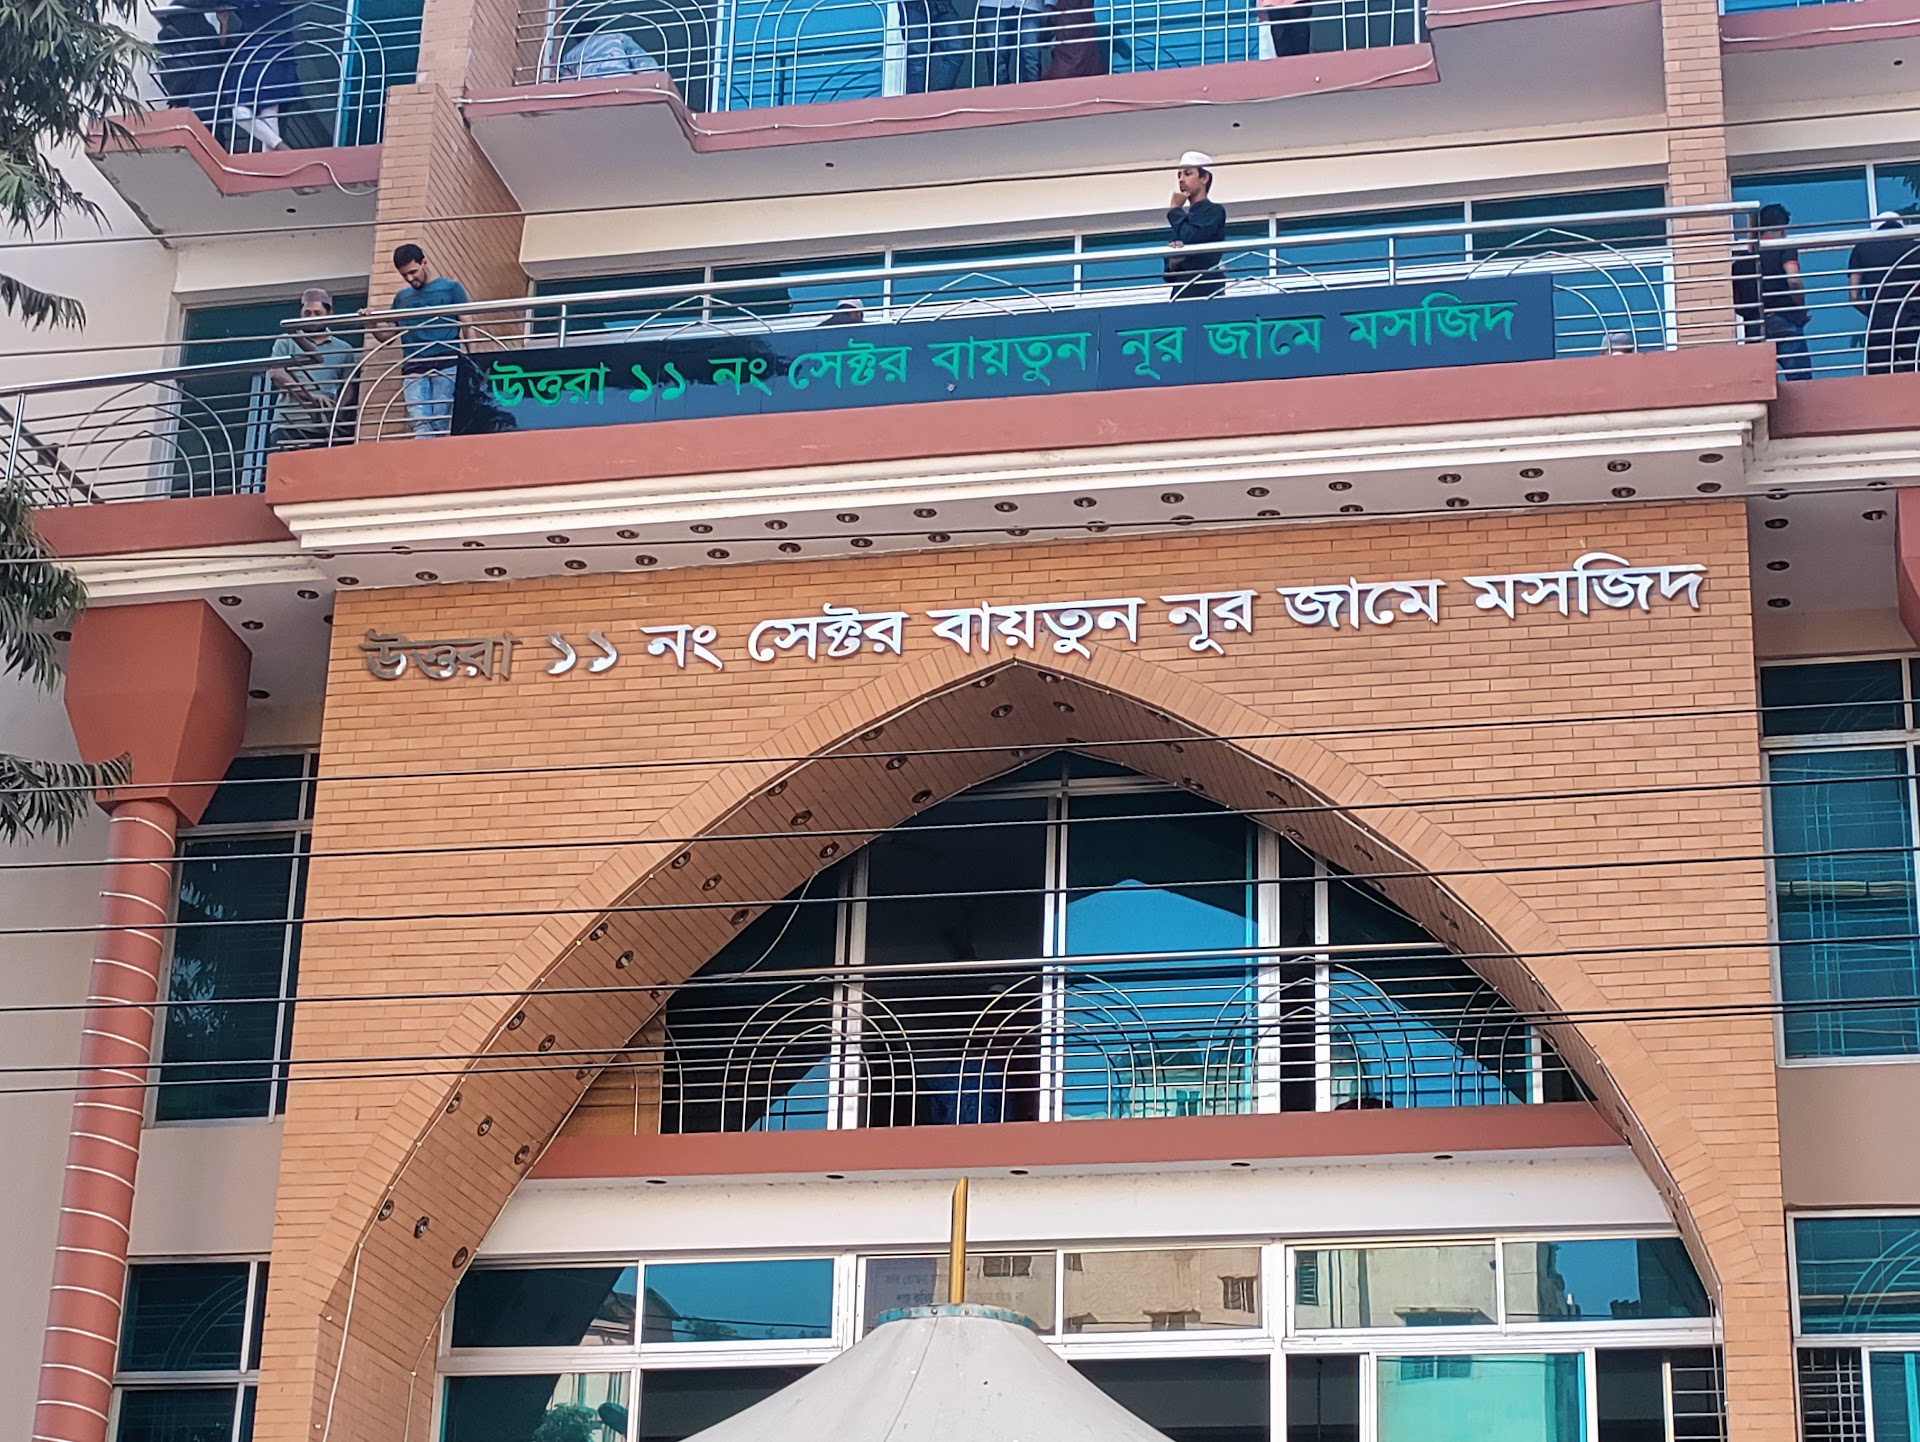 উত্তরা ১১ নং সেক্টর বায়তুন নূর জামে মসজিদ
উত্তরা ১১ নং সেক্টর বায়তুন নূর জামে মসজিদ